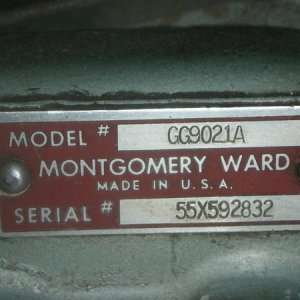 MODEL # GG9021A
MONTGOMERY WARD
MADE IN U.S.A.
SERIAL # 55X592832